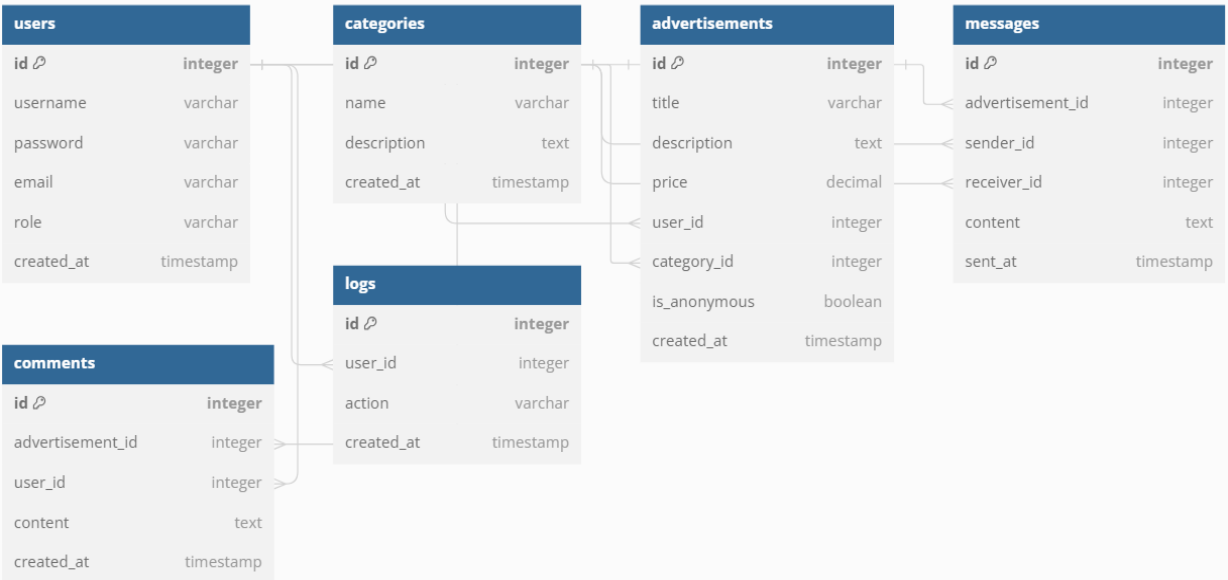 users
id integer
username varchar
password varchar
email varchar
role varchar
created_at timestamp
categories
id integer
name varchar
description text
created_at timestamp
advertisements
id integer
title varchar
description text
price decimal
user_id integer
category_id integer
is_anonymous boolean
created_at timestamp
messages
id integer
advertisement_id integer
sender_id integer
receiver_id integer
content text
sent_at timestamp
logs
id integer
user_id integer
action varchar
created_at timestamp
comments
id integer
advertisement_id integer
user_id integer
content text
created_at timestamp